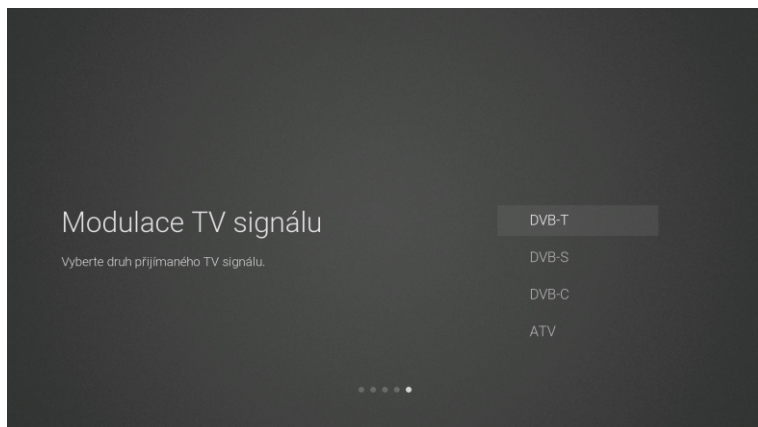 Modulace TV signálu
Vyberte druh přijímaného TV signálu.
DVB-T
DVB-S
DVB-C
ATV